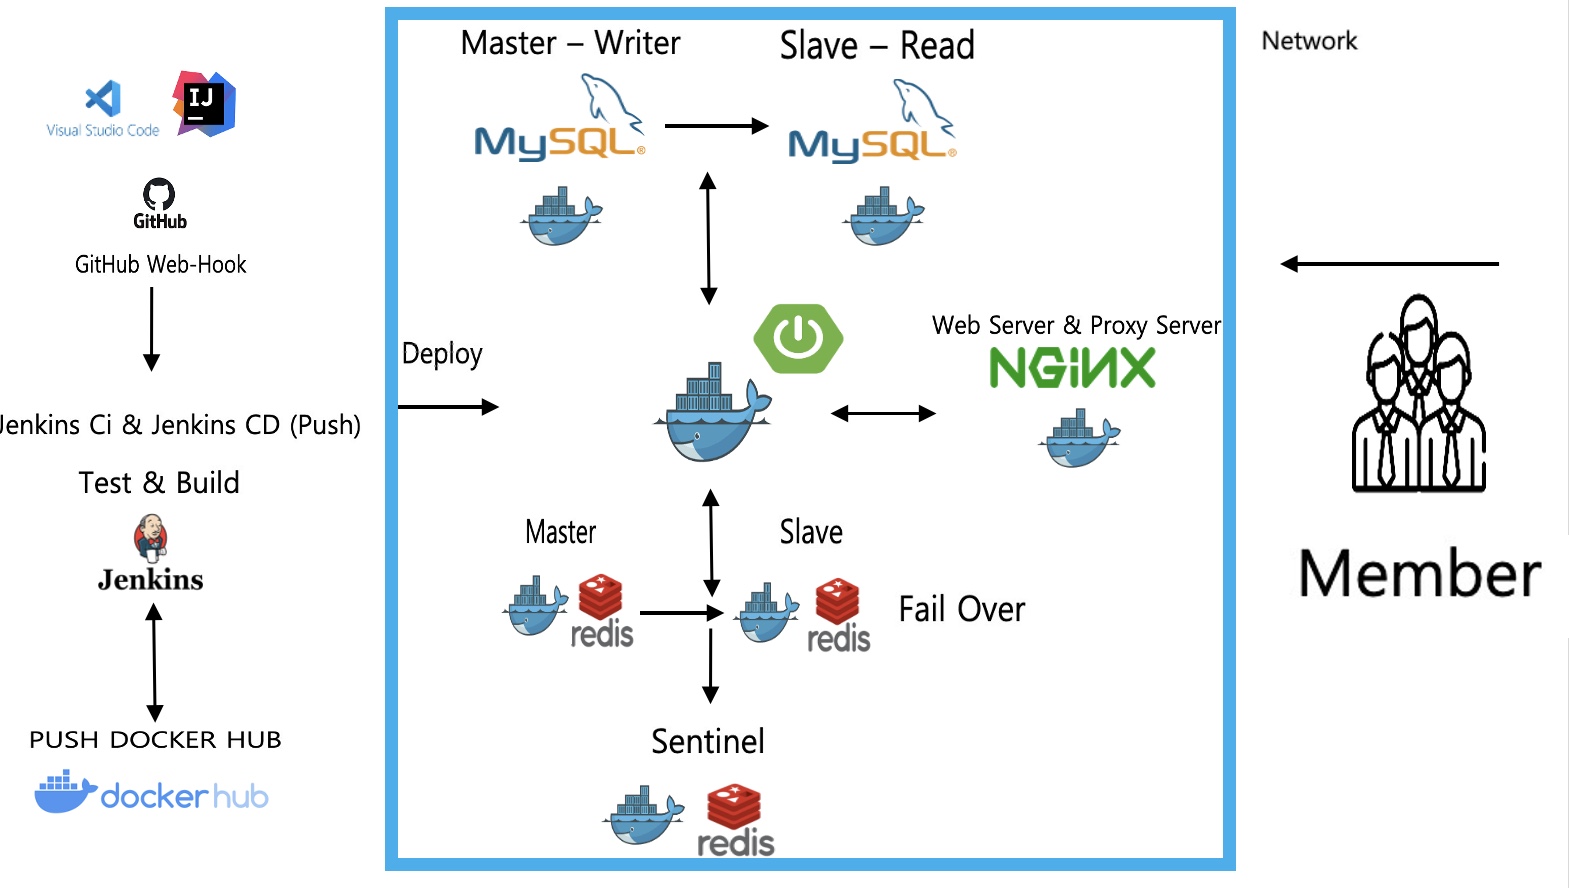 Visual Studio Code
IJ
GitHub
GitHub Web-Hook
Jenkins Ci & Jenkins CD (Push)
Test & Build
Jenkins
PUSH DOCKER HUB
dockerhub
Master – Writer
Slave – Read
MySQL®
MySQL®
Deploy
Web Server & Proxy Server
NGiNX
Master
Slave
redis
redis
Fail Over
Sentinel
redis
Network
Member